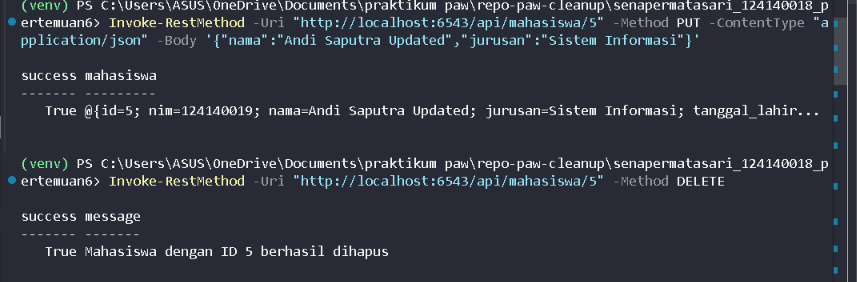 (venv) PS C:\Users\ASUS\OneDrive\Documents\praktikum paw\repo-paw-cleanup\senapermatasari_124140018_p
ertemuan6> Invoke-RestMethod -Uri "http://localhost:6543/api/mahasiswa/5" -Method PUT -ContentType "a
pplication/json" -Body '{"nama":"Andi Saputra Updated","jurusan":"Sistem Informasi"}'
success mahasiswa
------- ---------
True @{id=5; nim=124140019; nama=Andi Saputra Updated; jurusan=Sistem Informasi; tanggal_lahir...
(venv) PS C:\Users\ASUS\OneDrive\Documents\praktikum paw\repo-paw-cleanup\senapermatasari_124140018_p
ertemuan6> Invoke-RestMethod -Uri "http://localhost:6543/api/mahasiswa/5" -Method DELETE
success message
------- -------
True Mahasiswa dengan ID 5 berhasil dihapus